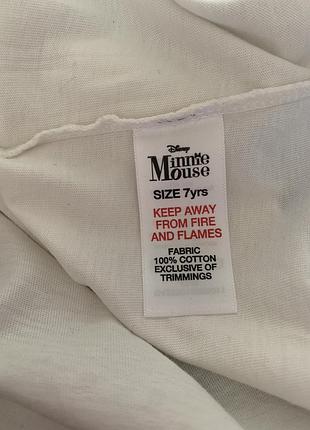 Disney
Minnie
Mouse
SIZE 7yrs
KEEP AWAY
FROM FIRE
AND FLAMES
FABRIC
100% COTTON
EXCLUSIVE OF
TRIMMINGS